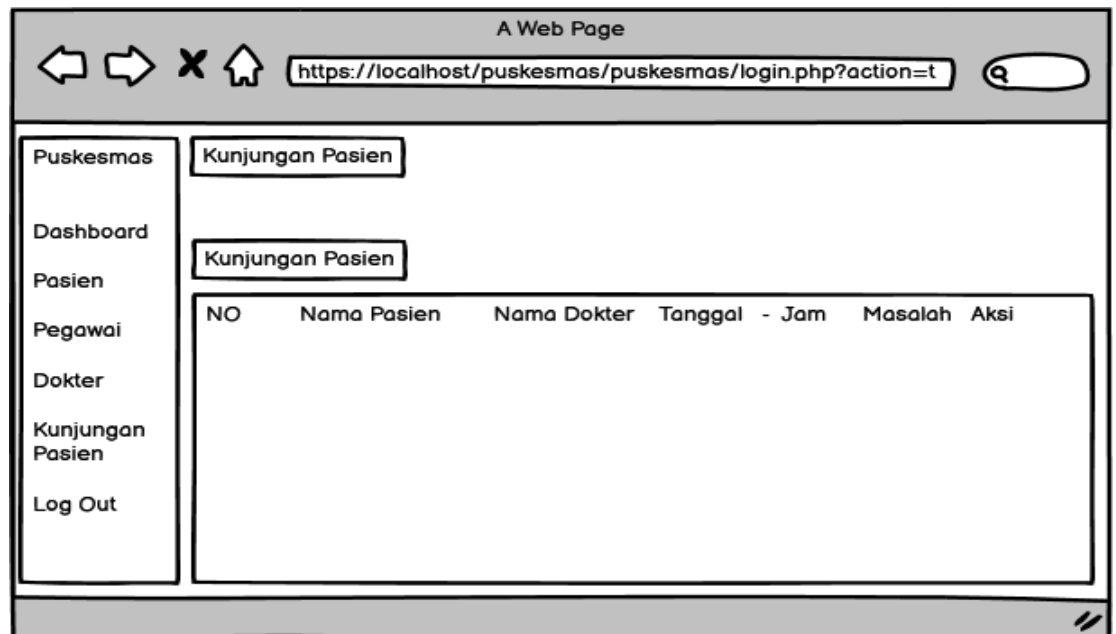 A Web Page
https://localhost/puskesmas/puskesmas/login.php?action=t
Puskesmas
Dashboard
Pasien
Pegawai
Dokter
Kunjungan
Pasien
Log Out
Kunjungan Pasien
Kunjungan Pasien
NO Nama Pasien Nama Dokter Tanggal - Jam Masalah Aksi